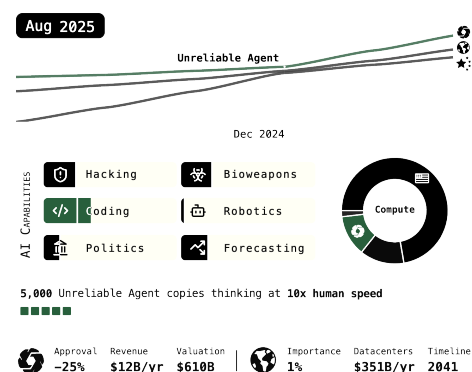 Aug 2025
Unreliable Agent
Dec 2024
AI Capabilities
Hacking
Bioweapons
Coding
Robotics
Politics
Forecasting
Compute
5,000 Unreliable Agent copies thinking at 10x human speed
Approval Revenue Valuation Importance Datacenters Timeline
-25% $12B/yr $610B 1% $351B/yr 2041